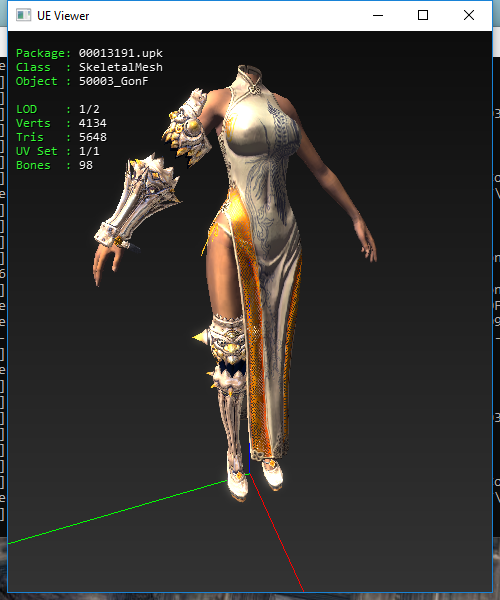 UE Viewer
Package: 00013191.upk
Class : SkeletalMesh
Object : 50003_GonF
LOD : 1/2
Verts : 4134
Tris : 5648
UV Set : 1/1
Bones : 98